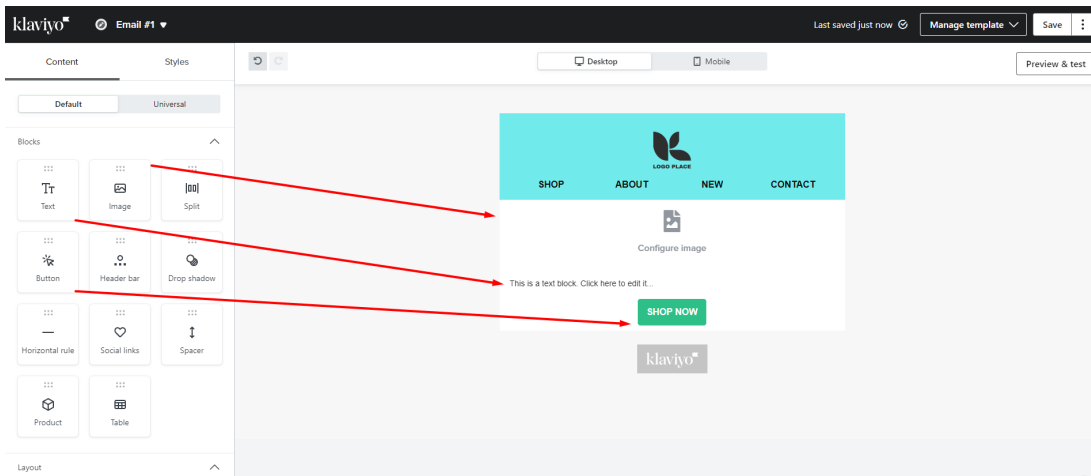 klaviyo Email #1 Last saved just now Manage template Save
Content Styles Desktop Mobile Preview & test
Default Universal
Blocks
Text Image Split
Button Header bar Drop shadow
Horizontal rule Social links Spacer
Product Table
Layout
LOGO PLACE
SHOP ABOUT NEW CONTACT
Configure image
This is a text block. Click here to edit it...
SHOP NOW
klaviyo